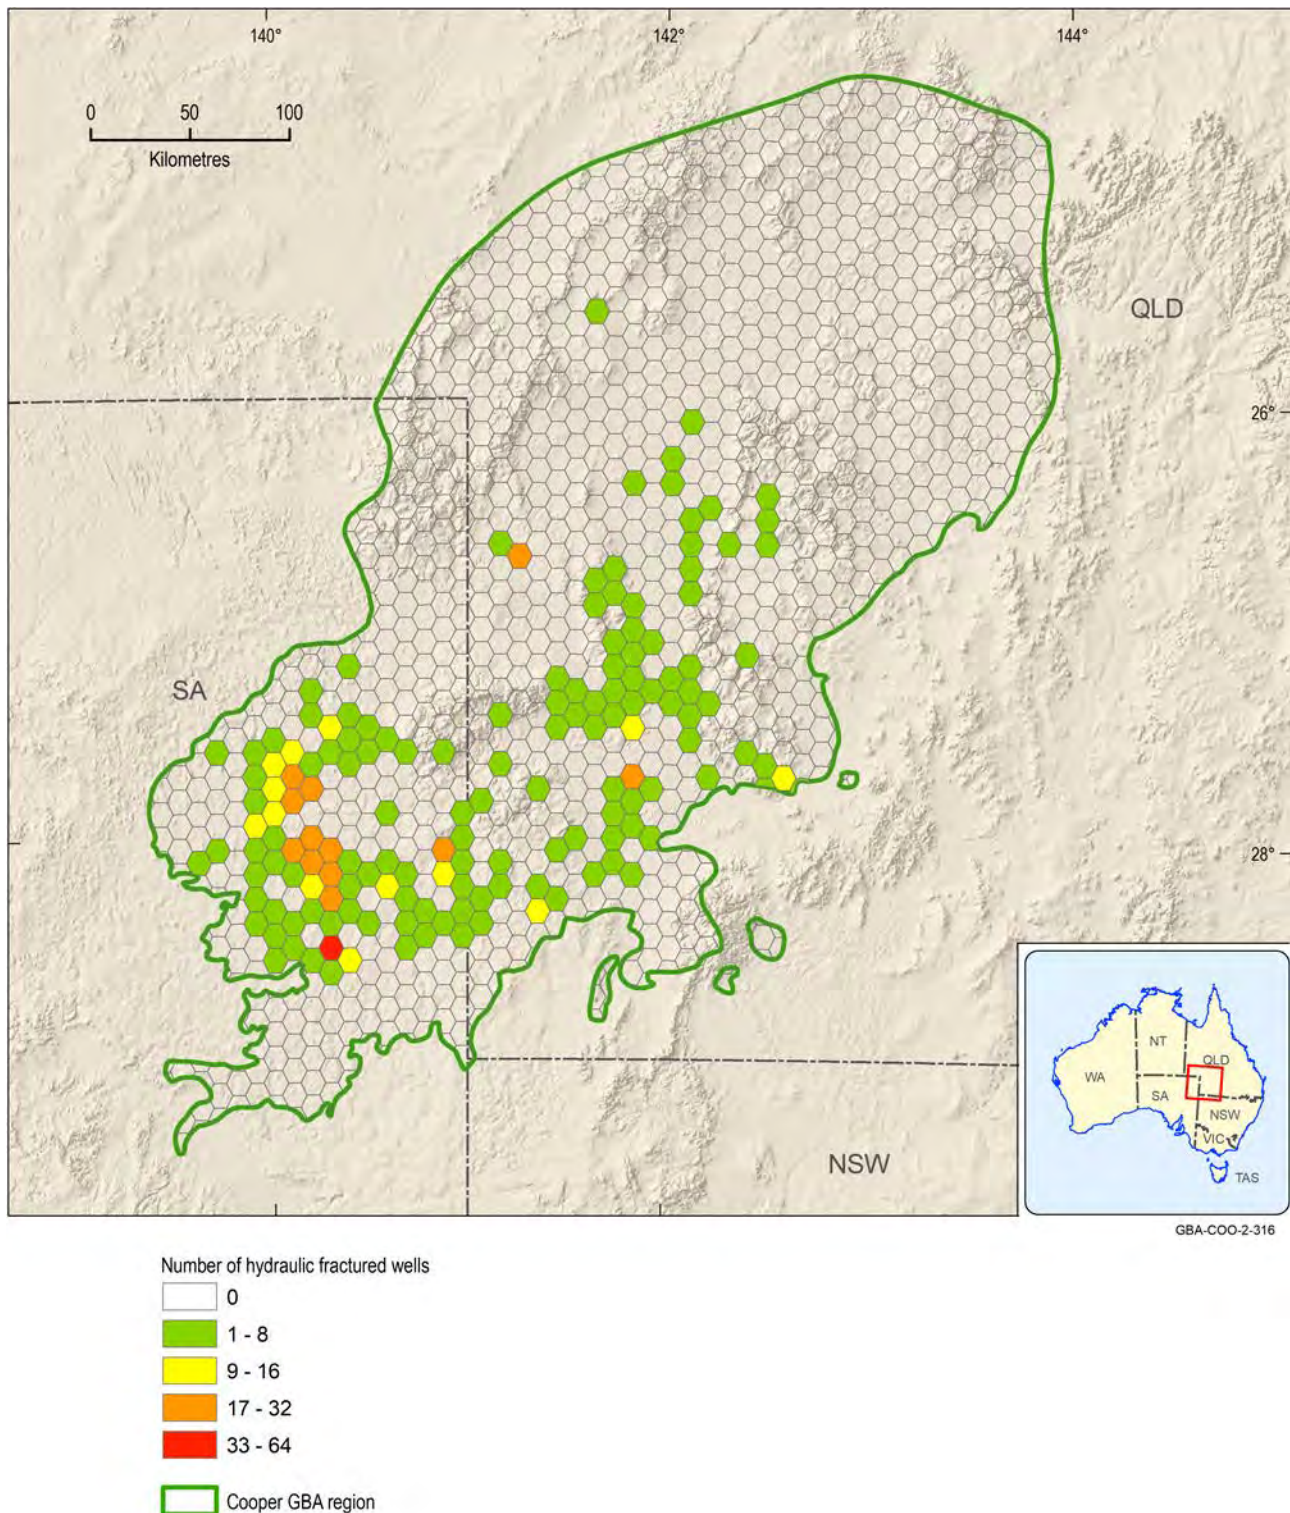 140°
142°
144°
0 50 100
Kilometres
QLD
26°
SA
28°
NSW
NT
QLD
WA
SA
NSW
VIC
TAS
GBA-COO-2-316
Number of hydraulic fractured wells
0
1 - 8
9 - 16
17 - 32
33 - 64
Cooper GBA region